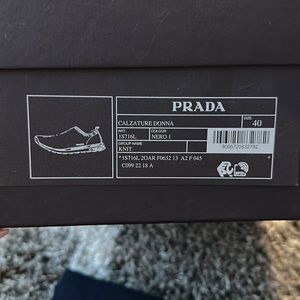 PRADA
SIZE
CALZATURE DONNA
40
ART. COLOUR
1S716L NERO 1
GROUP NAME
KNIT
*1S716L 2OAR F0632 13 A2 F 045
C099 22 18 A